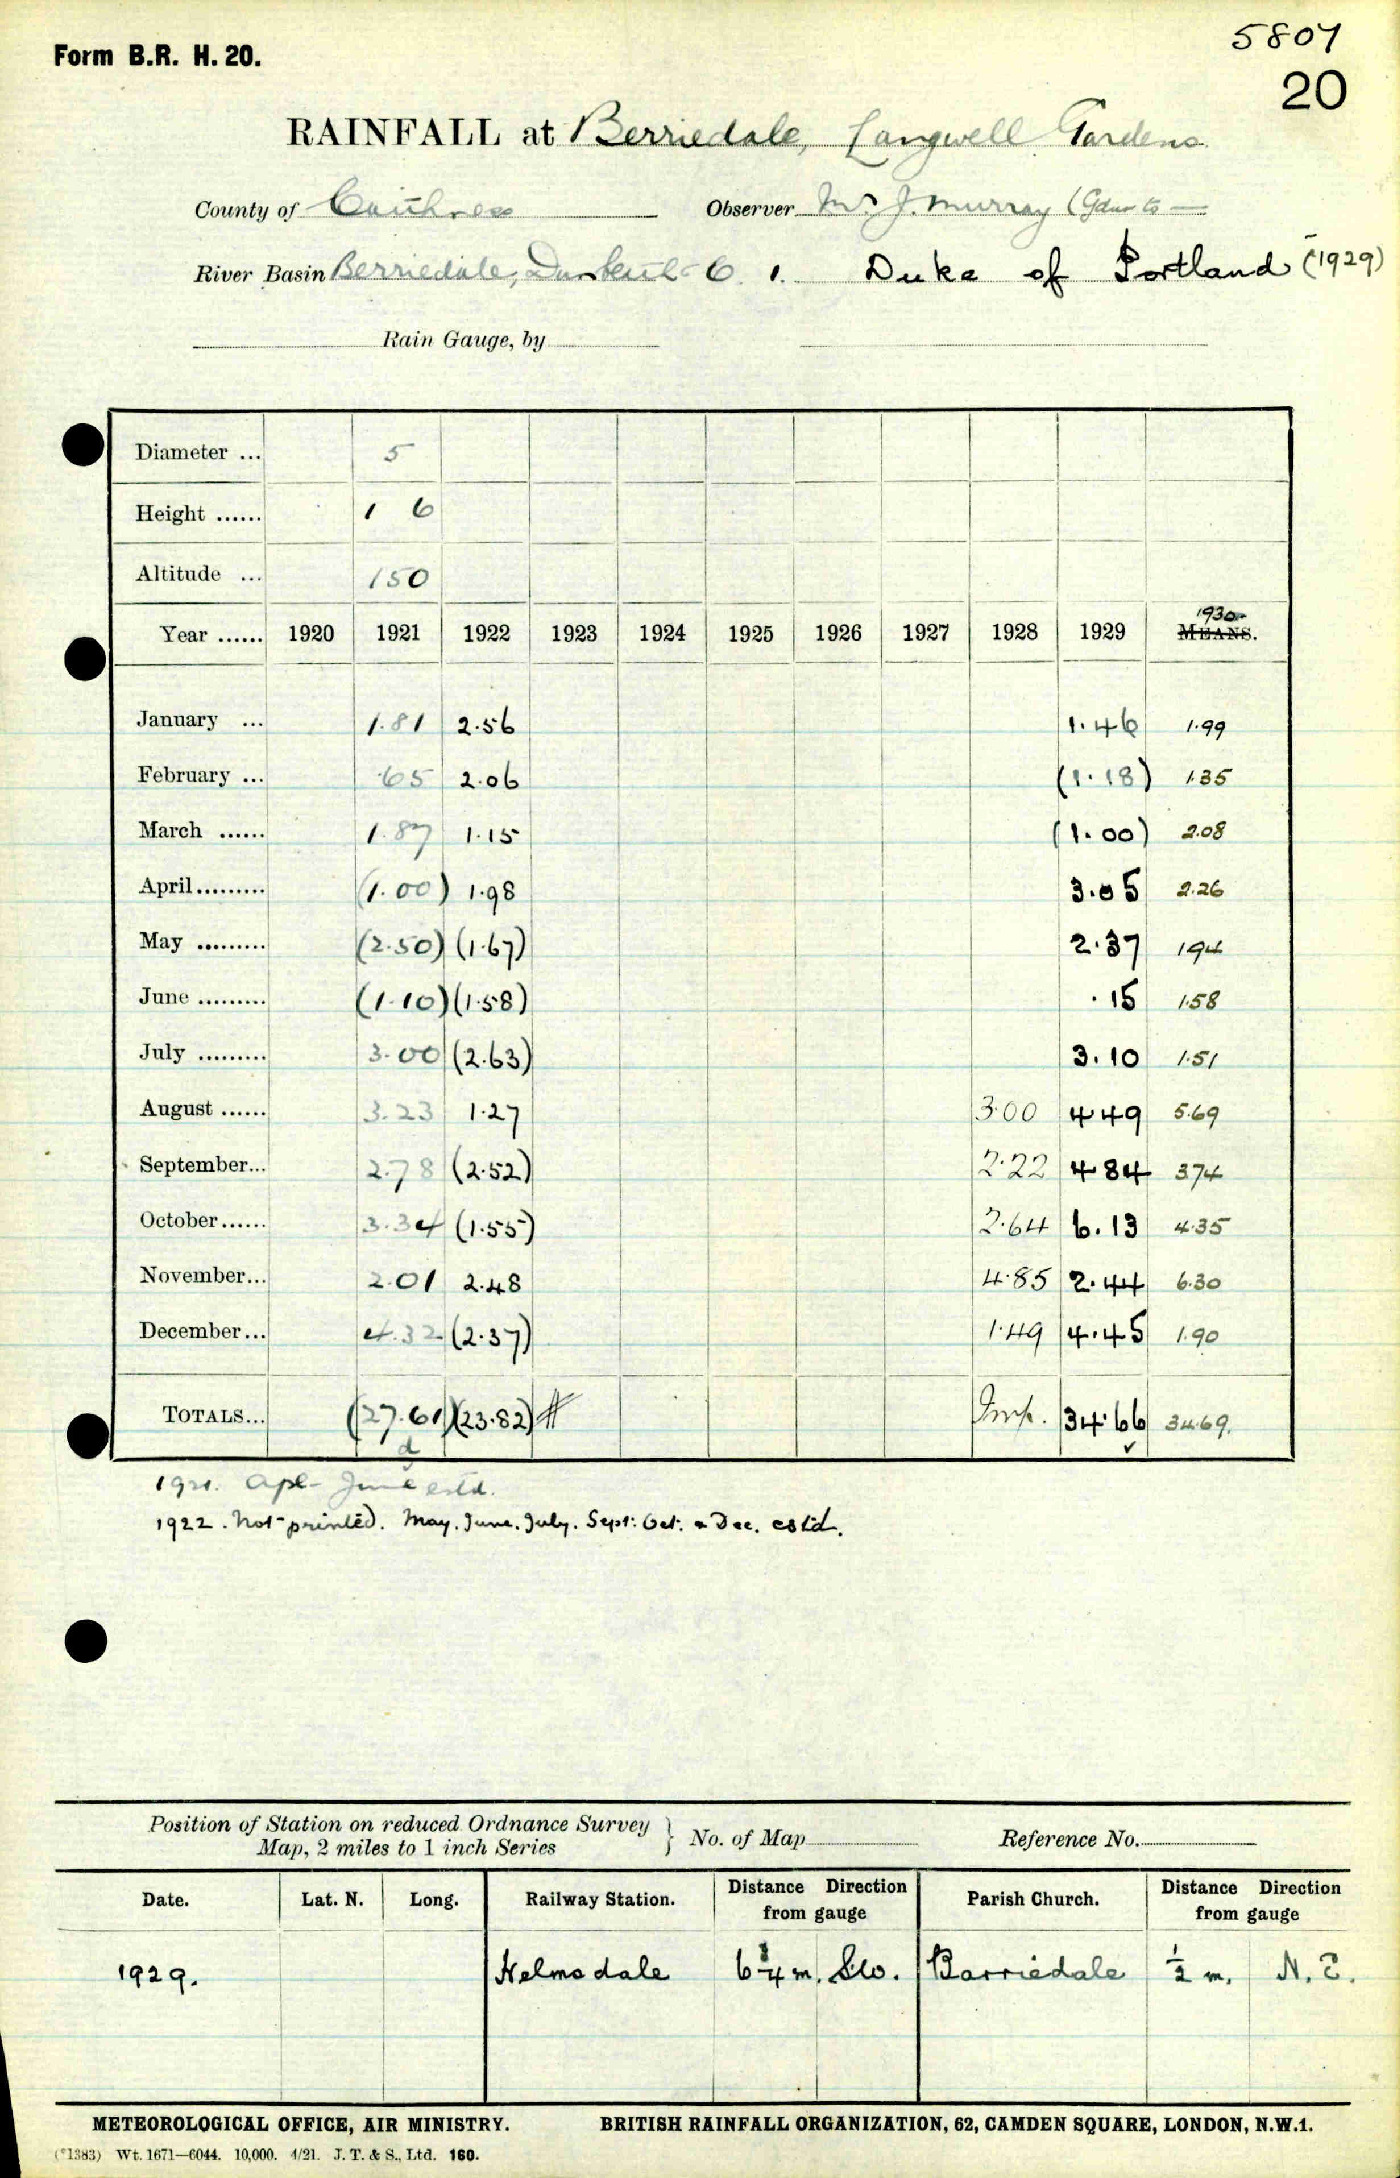 5807
Form B.R. H. 20.
20
RAINFALL at Berriedale, Langwell Gardens
County of Caithness Observer Mr J. Murray (Gdnr to —
River Basin Berriedale, Dunbeath C. 1. Duke of Portland (1929)
Rain Gauge, by
Diameter ... 5
Height ...... 1 6
Altitude ... 150
1930
Year ...... 1920 1921 1922 1923 1924 1925 1926 1927 1928 1929 MEANS.
January ... 1.81 2.56 1.46 1.99
February ... .65 2.06 (1.18) 1.35
March ...... 1.87 1.15 (1.00) 2.08
April......... (1.00) 1.98 3.05 2.26
May ......... (2.50) (1.67) 2.37 1.94
June ......... (1.10) (1.58) .15 1.58
July ......... 3.00 (2.63) 3.10 1.51
August ...... 3.23 1.27 3.00 4.49 5.69
September... 2.78 (2.52) 2.22 4.84 3.74
October...... 3.34 (1.55) 2.64 6.13 4.35
November... 2.01 2.48 4.85 2.44 6.30
December... 4.32 (2.37) 1.49 4.45 1.90
TOTALS... (27.61) (23.82) # Imp. 34.66 34.69.
1921. Apl - June estd.
1922. Not printed. May. June. July. Sept: Oct: & Dec. estd.
Position of Station on reduced Ordnance Survey
Map, 2 miles to 1 inch Series } No. of Map Reference No.
Date. Lat. N. Long. Railway Station. Distance Direction from gauge Parish Church. Distance Direction from gauge
1929. Helmsdale 6 3/4 m. SW. Berriedale 1/2 m. N.E.
METEOROLOGICAL OFFICE, AIR MINISTRY. BRITISH RAINFALL ORGANIZATION, 62, CAMDEN SQUARE, LONDON, N.W.1.
(*1383) Wt. 1671—6044. 10,000. 4/21. J. T. & S., Ltd. 160.